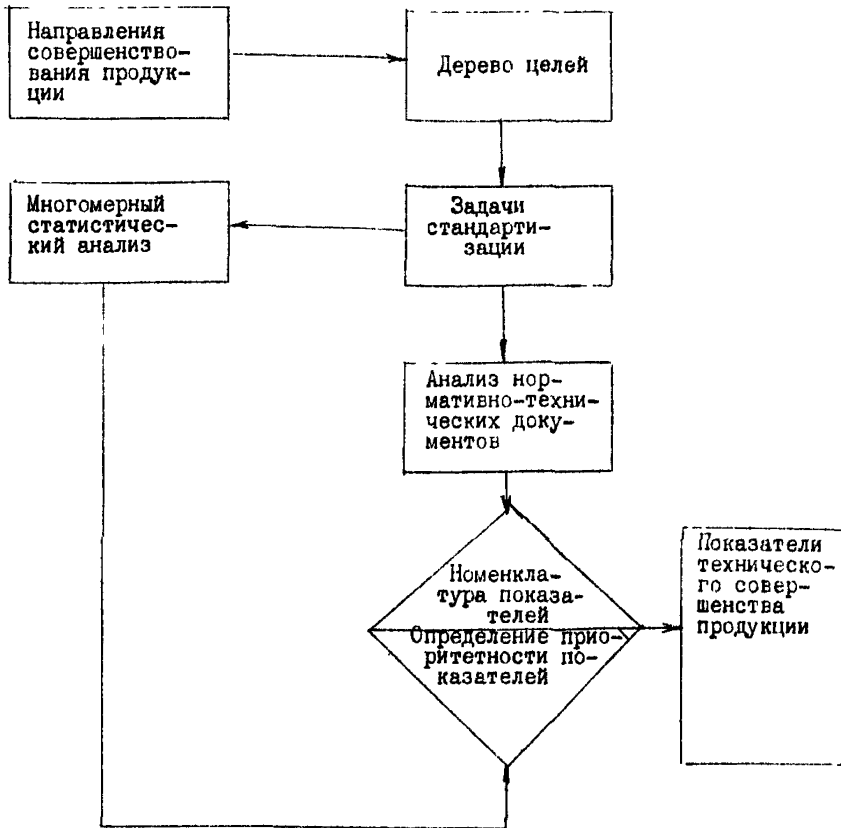 Направления
совершенство-
вания продук-
ции
Дерево целей
Многомерный
статистичес-
кий анализ
Задачи
стандарти-
зации
Анализ нор-
мативно-техни-
ческих доку-
ментов
Номенкла-
тура показа-
телей
Определение прио-
ритетности по-
казателей
Показатели
техническо-
го совер-
шенства
продукции